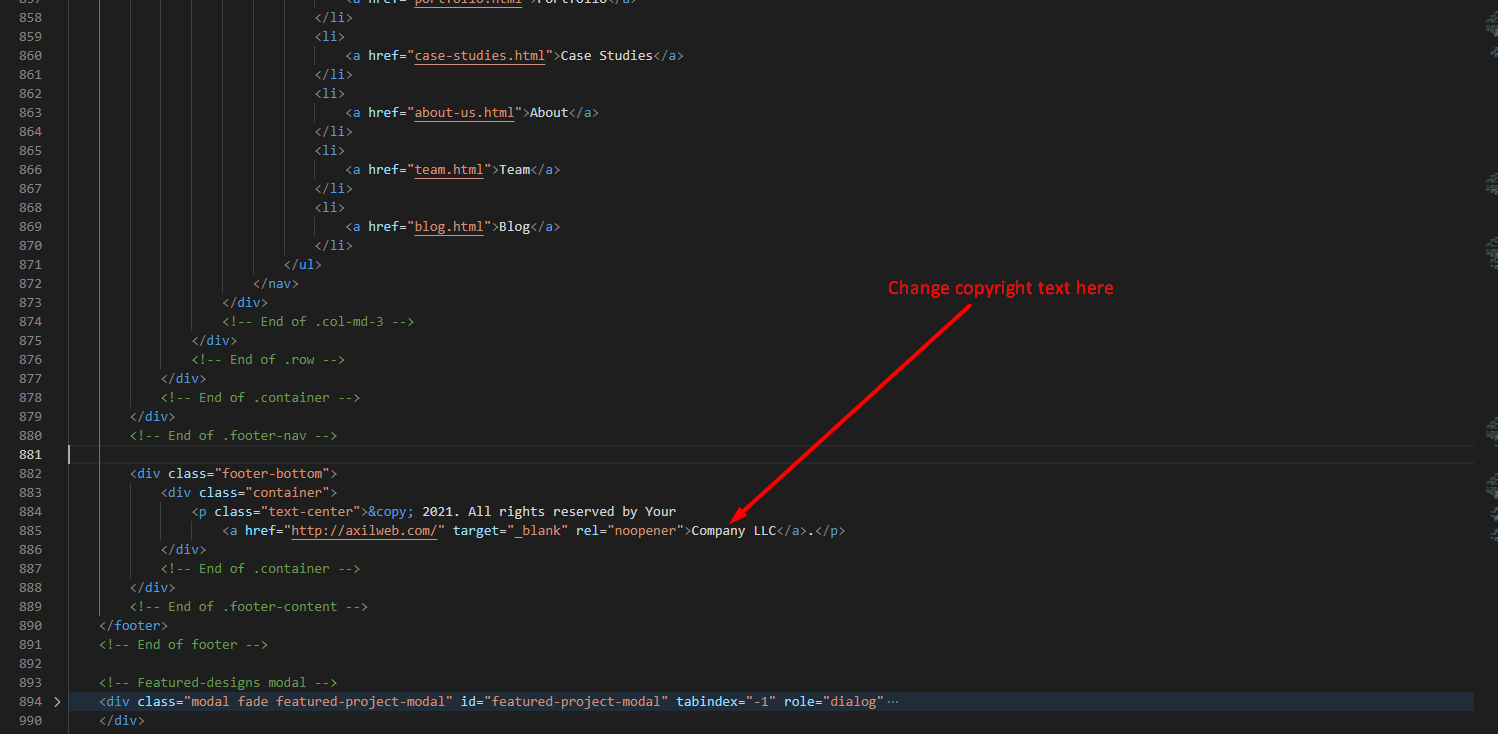 857 <a href="portfolio.html">Portfolio</a>
858 </li>
859 <li>
860 <a href="case-studies.html">Case Studies</a>
861 </li>
862 <li>
863 <a href="about-us.html">About</a>
864 </li>
865 <li>
866 <a href="team.html">Team</a>
867 </li>
868 <li>
869 <a href="blog.html">Blog</a>
870 </li>
871 </ul>
872 </nav>
Change copyright text here
873 </div>
874 <!-- End of .col-md-3 -->
875 </div>
876 <!-- End of .row -->
877 </div>
878 <!-- End of .container -->
879 </div>
880 <!-- End of .footer-nav -->
881
882 <div class="footer-bottom">
883 <div class="container">
884 <p class="text-center">&copy; 2021. All rights reserved by Your
885 <a href="http://axilweb.com/" target="_blank" rel="noopener">Company LLC</a>.</p>
886 </div>
887 <!-- End of .container -->
888 </div>
889 <!-- End of .footer-content -->
890 </footer>
891 <!-- End of footer -->
892
893 <!-- Featured-designs modal -->
894 <div class="modal fade featured-project-modal" id="featured-project-modal" tabindex="-1" role="dialog"…
990 </div>